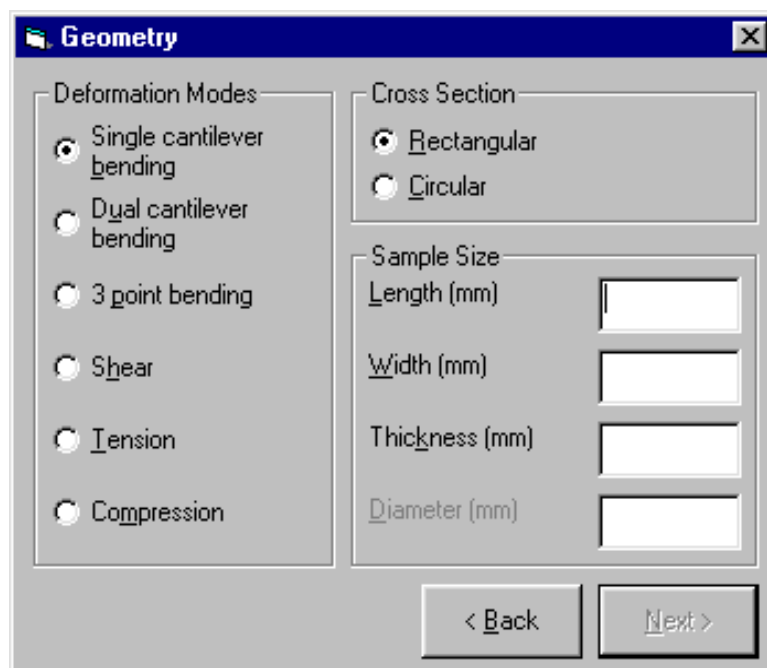 Geometry
Deformation Modes
Single cantilever
bending
Dual cantilever
bending
3 point bending
Shear
Tension
Compression
Cross Section
Rectangular
Circular
Sample Size
Length (mm)
Width (mm)
Thickness (mm)
Diameter (mm)
< Back
Next >